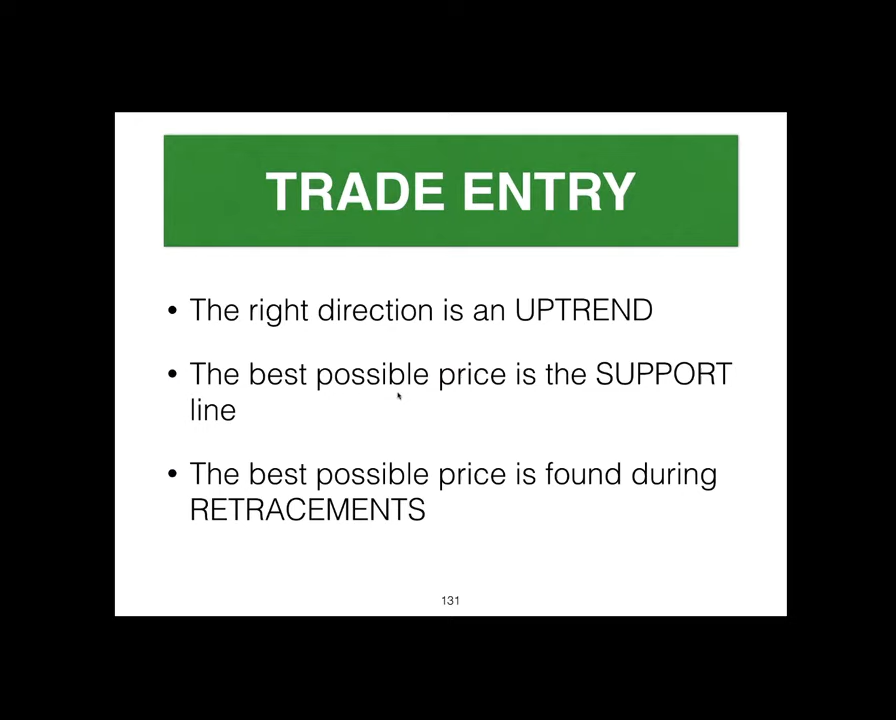 TRADE ENTRY
• The right direction is an UPTREND
• The best possible price is the SUPPORT
line
• The best possible price is found during
RETRACEMENTS
131